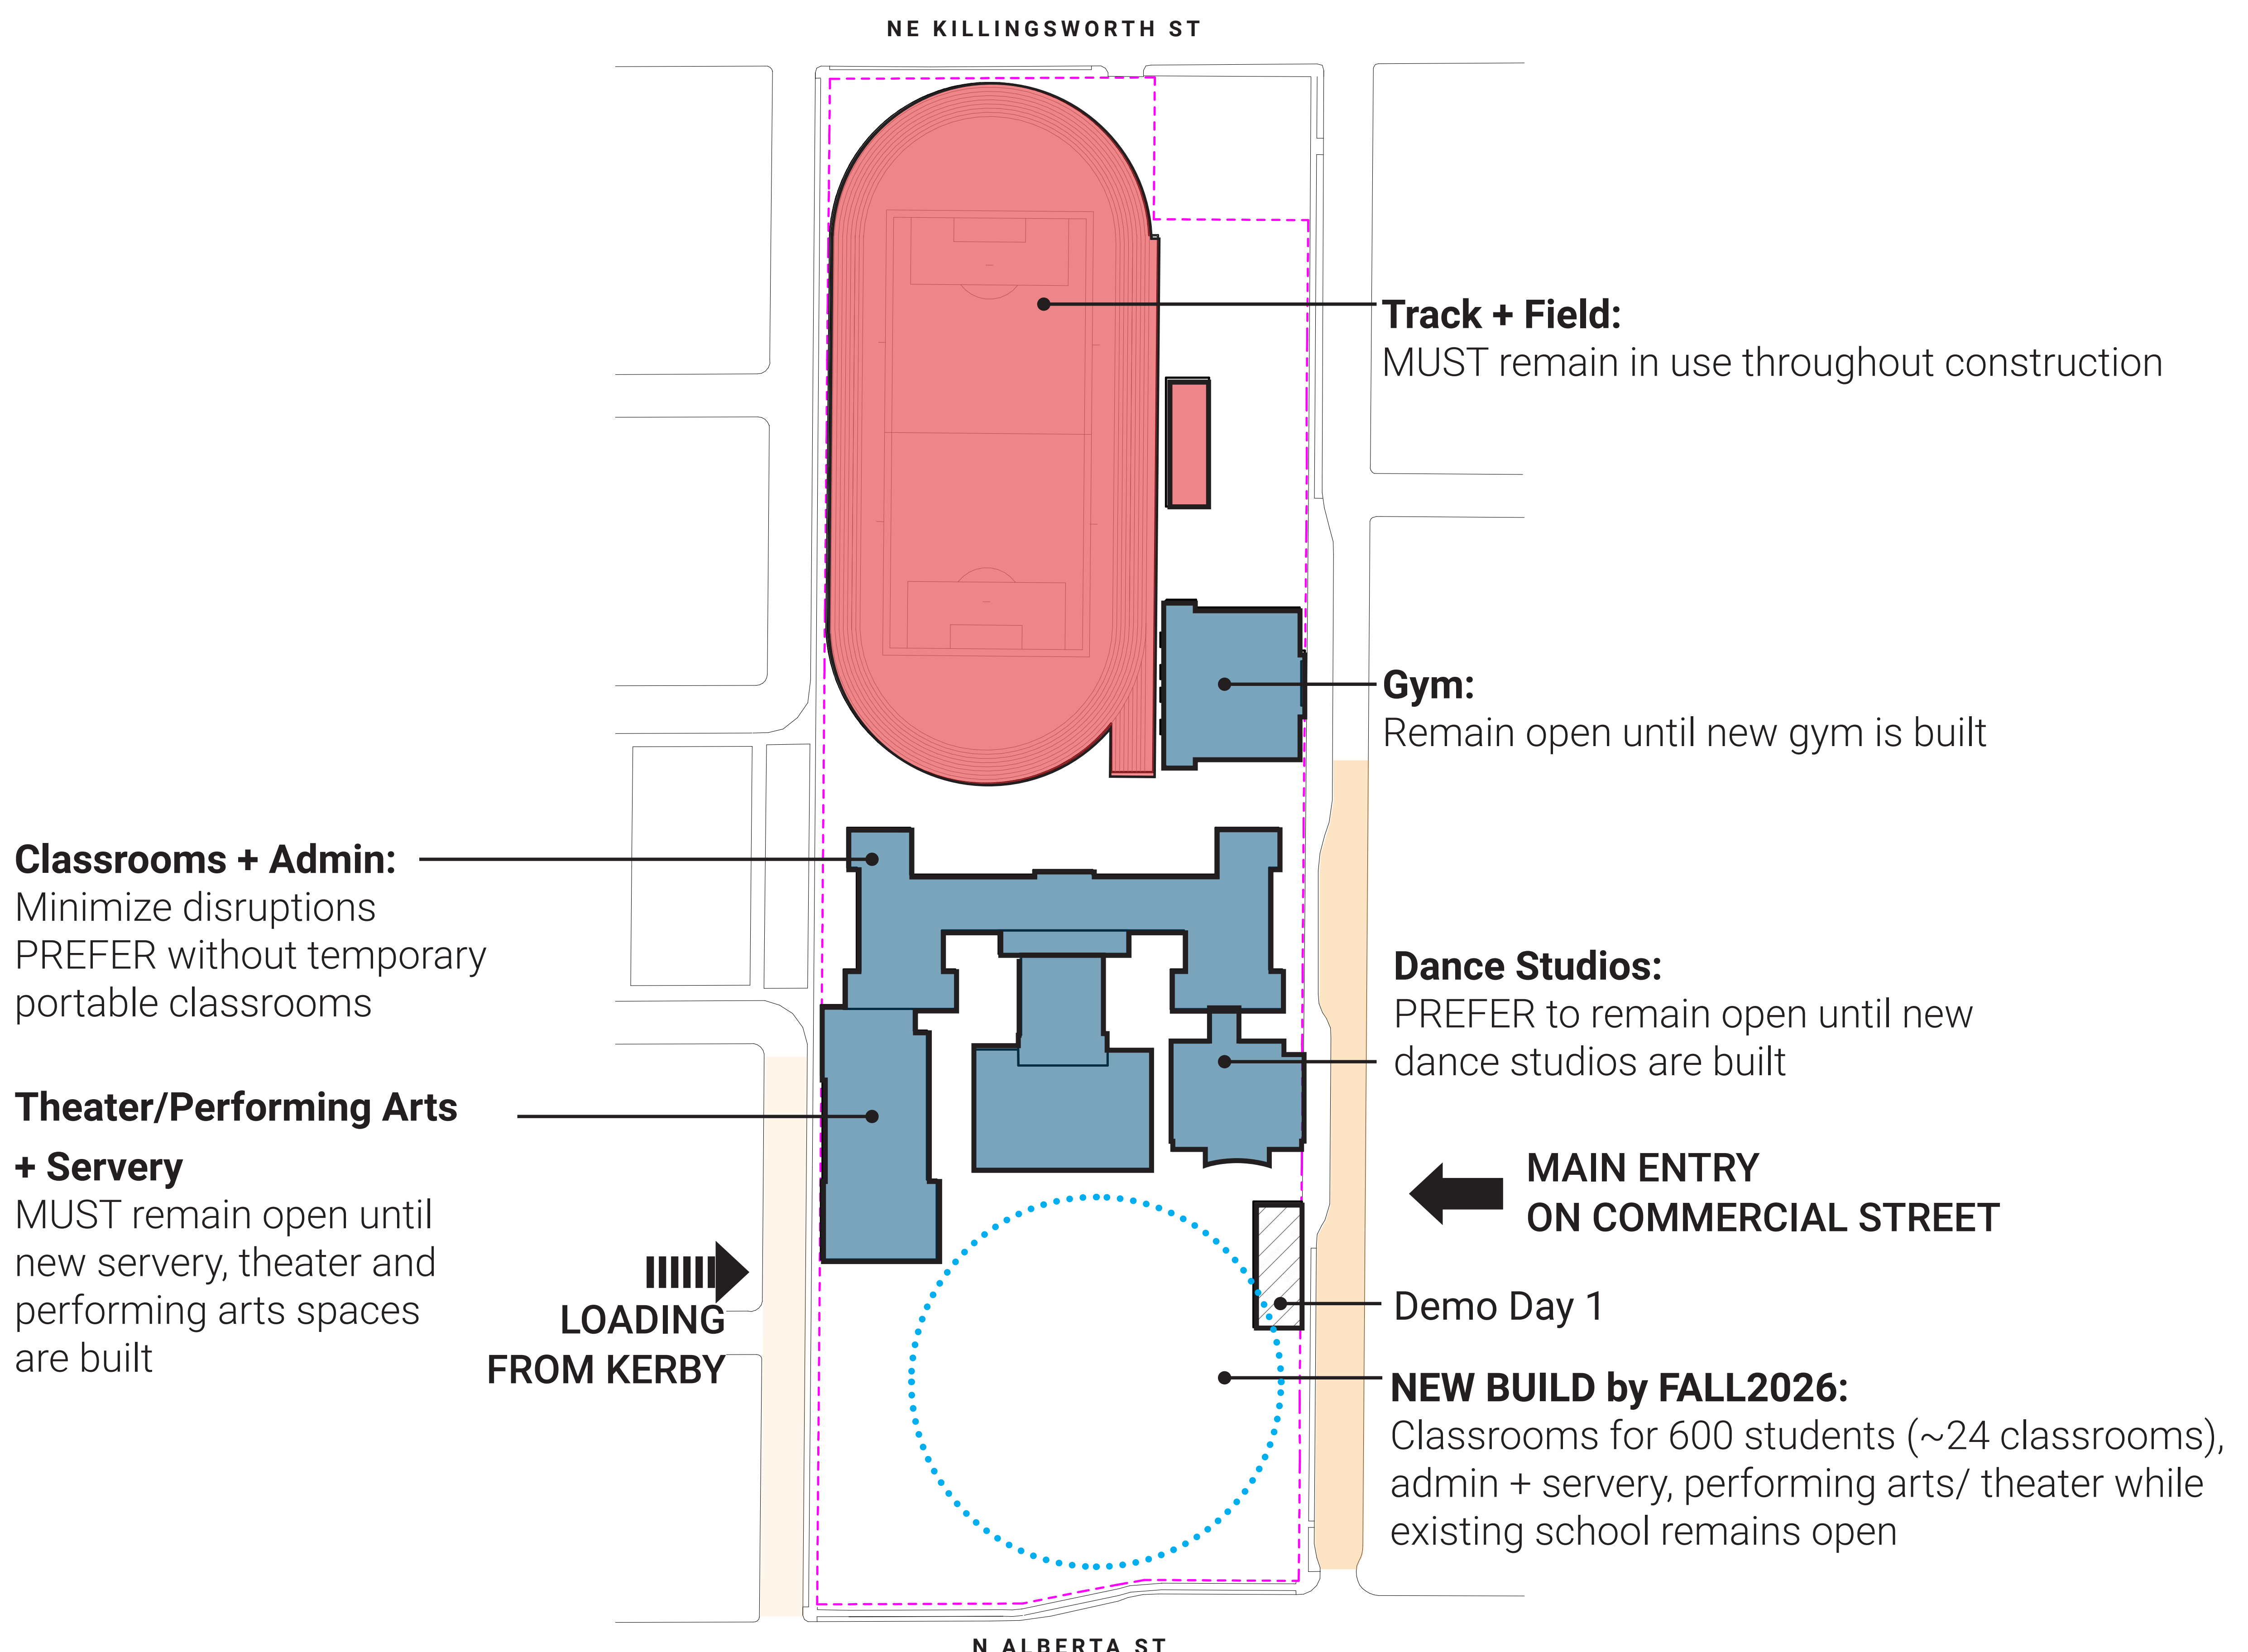 NE KILLINGSWORTH ST
Track + Field:
MUST remain in use throughout construction
Gym:
Remain open until new gym is built
Classrooms + Admin:
Minimize disruptions
PREFER without temporary
portable classrooms
Dance Studios:
PREFER to remain open until new
dance studios are built
Theater/Performing Arts
+ Servery
MUST remain open until
new servery, theater and
performing arts spaces
are built
MAIN ENTRY
ON COMMERCIAL STREET
LOADING
FROM KERBY
Demo Day 1
NEW BUILD by FALL2026:
Classrooms for 600 students (~24 classrooms),
admin + servery, performing arts/ theater while
existing school remains open
N ALBERTA ST